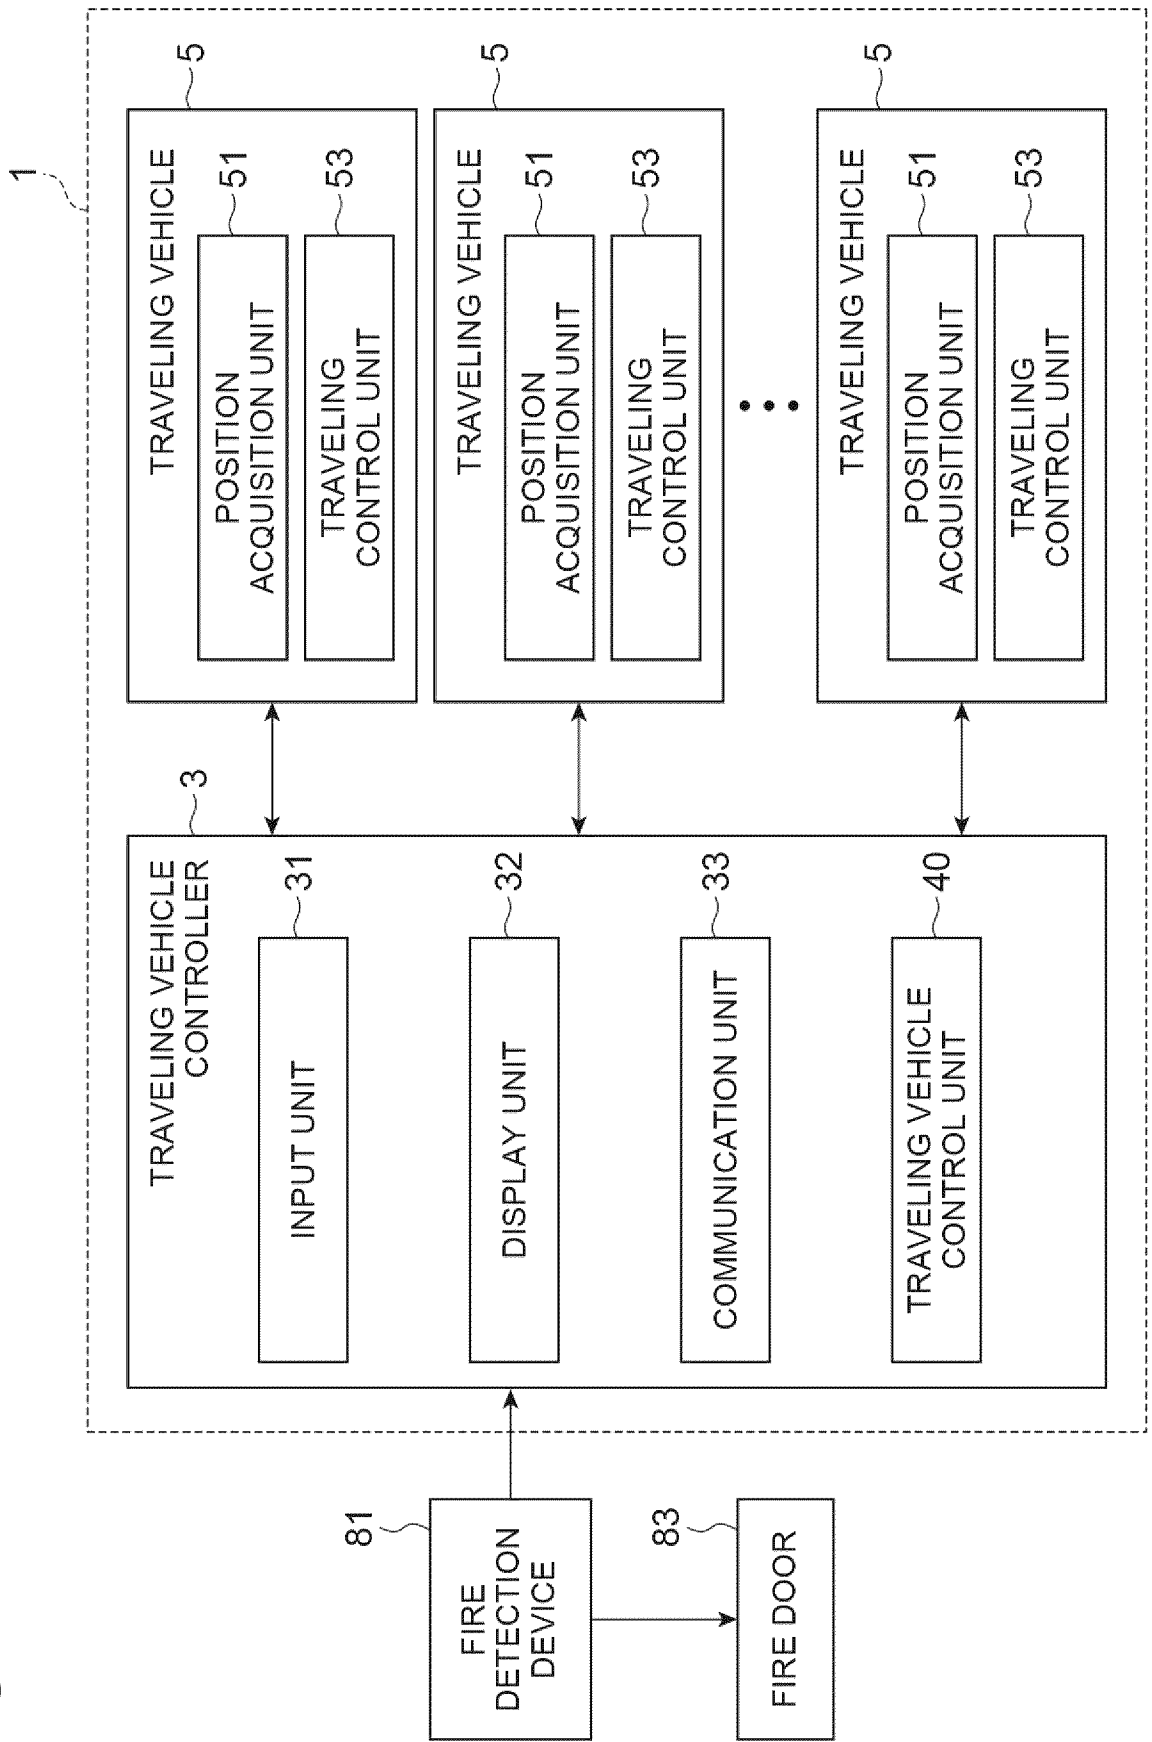 1
TRAVELING VEHICLE
CONTROLLER
3
INPUT UNIT
31
DISPLAY UNIT
32
COMMUNICATION UNIT
33
TRAVELING VEHICLE
CONTROL UNIT
40
TRAVELING VEHICLE
5
POSITION
ACQUISITION UNIT
51
TRAVELING
CONTROL UNIT
53
TRAVELING VEHICLE
5
POSITION
ACQUISITION UNIT
51
TRAVELING
CONTROL UNIT
53
TRAVELING VEHICLE
5
POSITION
ACQUISITION UNIT
51
TRAVELING
CONTROL UNIT
53
81
FIRE
DETECTION
DEVICE
83
FIRE DOOR